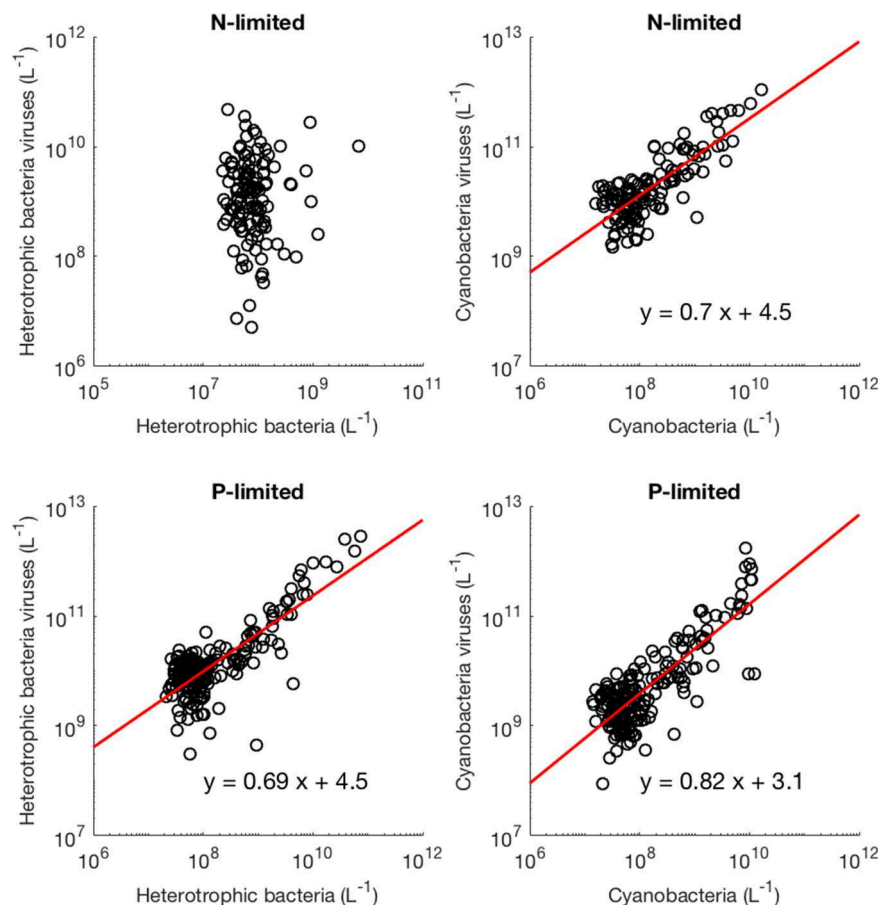 N-limited
10^12
10^10
10^8
10^6
Heterotrophic bacteria viruses (L^-1)
10^5 10^7 10^9 10^11
Heterotrophic bacteria (L^-1)
N-limited
10^13
10^11
10^9
10^7
Cyanobacteria viruses (L^-1)
y = 0.7 x + 4.5
10^6 10^8 10^10 10^12
Cyanobacteria (L^-1)
P-limited
10^13
10^11
10^9
10^7
Heterotrophic bacteria viruses (L^-1)
y = 0.69 x + 4.5
10^6 10^8 10^10 10^12
Heterotrophic bacteria (L^-1)
P-limited
10^13
10^11
10^9
10^7
Cyanobacteria viruses (L^-1)
y = 0.82 x + 3.1
10^6 10^8 10^10 10^12
Cyanobacteria (L^-1)